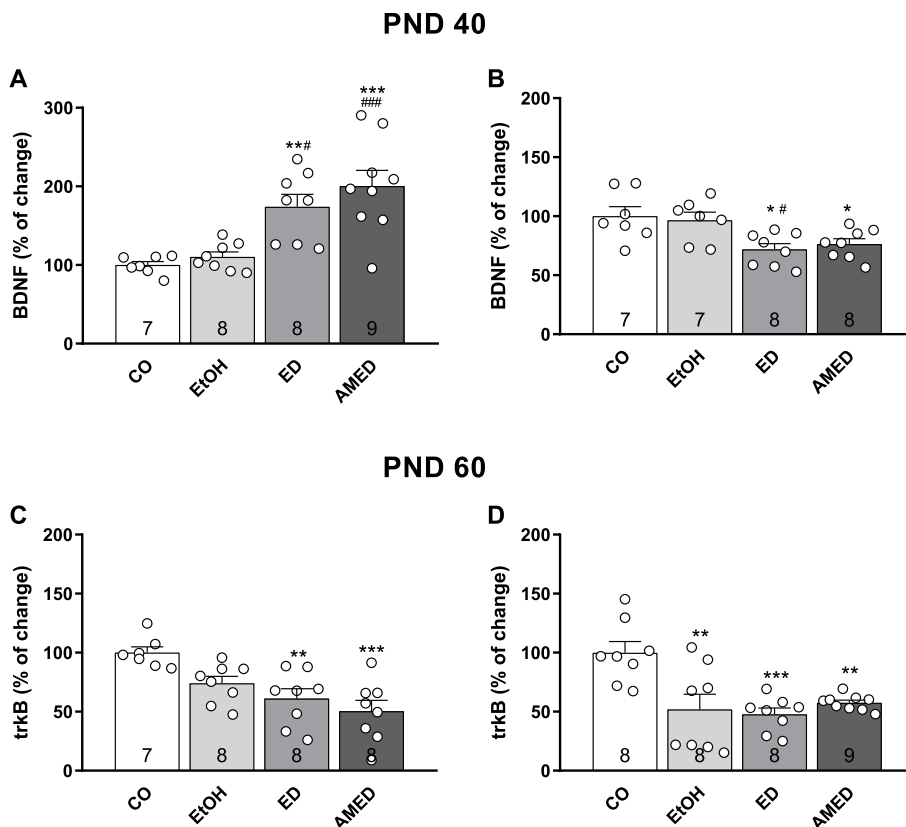 PND 40
A
BDNF (% of change)
300
200
100
0
***
###
**#
7
8
8
9
CO
EtOH
ED
AMED
B
BDNF (% of change)
200
150
100
50
0
* #
*
7
7
8
8
CO
EtOH
ED
AMED
PND 60
C
trkB (% of change)
200
150
100
50
0
**
***
7
8
8
8
CO
EtOH
ED
AMED
D
trkB (% of change)
200
150
100
50
0
**
***
**
8
8
8
9
CO
EtOH
ED
AMED